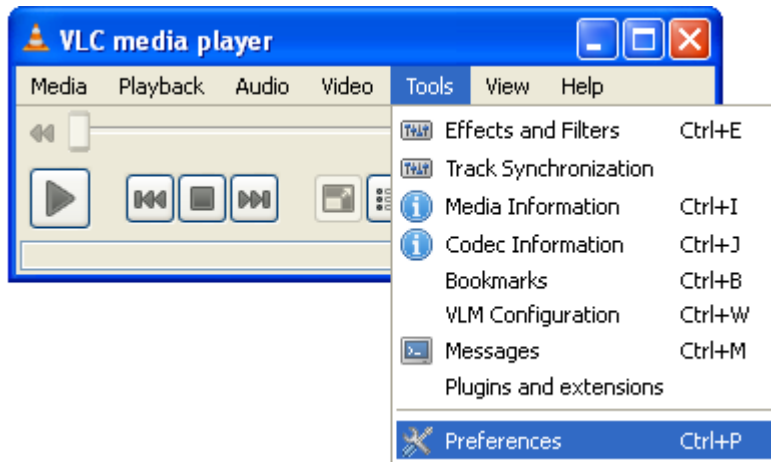 VLC media player
Media Playback Audio Video Tools View Help
Effects and Filters Ctrl+E
Track Synchronization
Media Information Ctrl+I
Codec Information Ctrl+J
Bookmarks Ctrl+B
VLM Configuration Ctrl+W
Messages Ctrl+M
Plugins and extensions
Preferences Ctrl+P